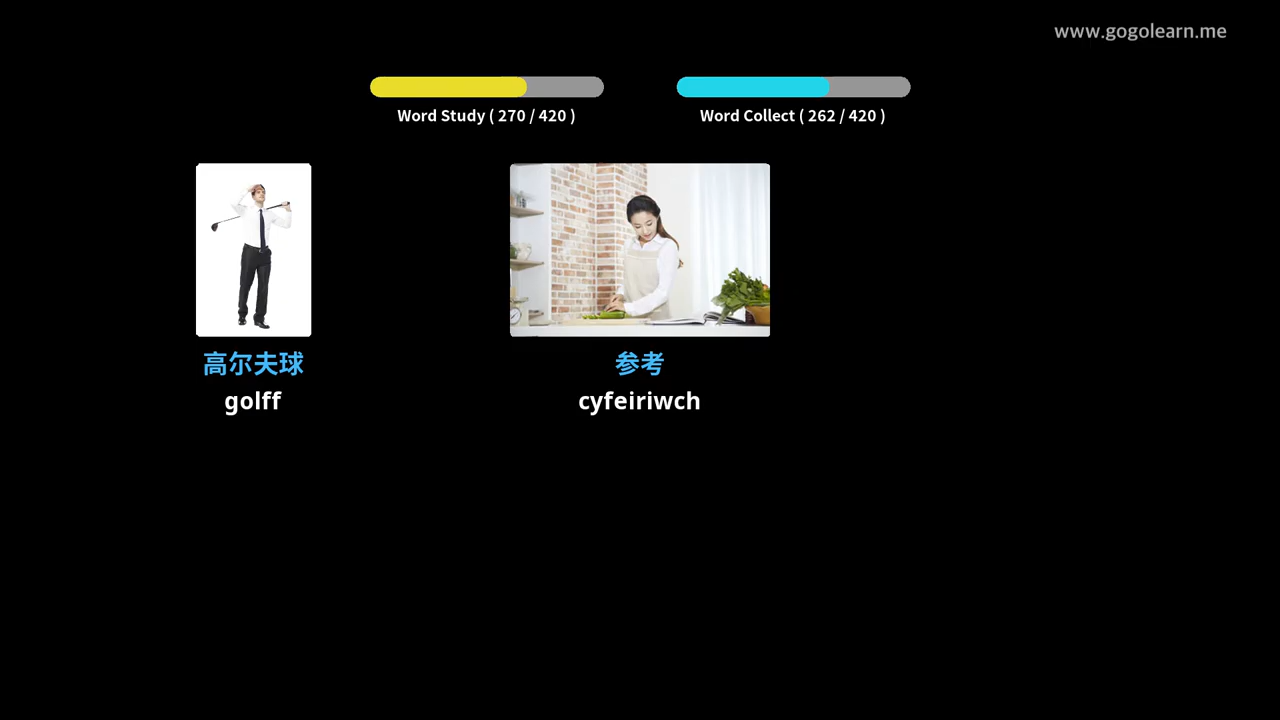 www.gogolearn.me
Word Study ( 270 / 420 )
Word Collect ( 262 / 420 )
高尔夫球
golff
参考
cyfeiriwch